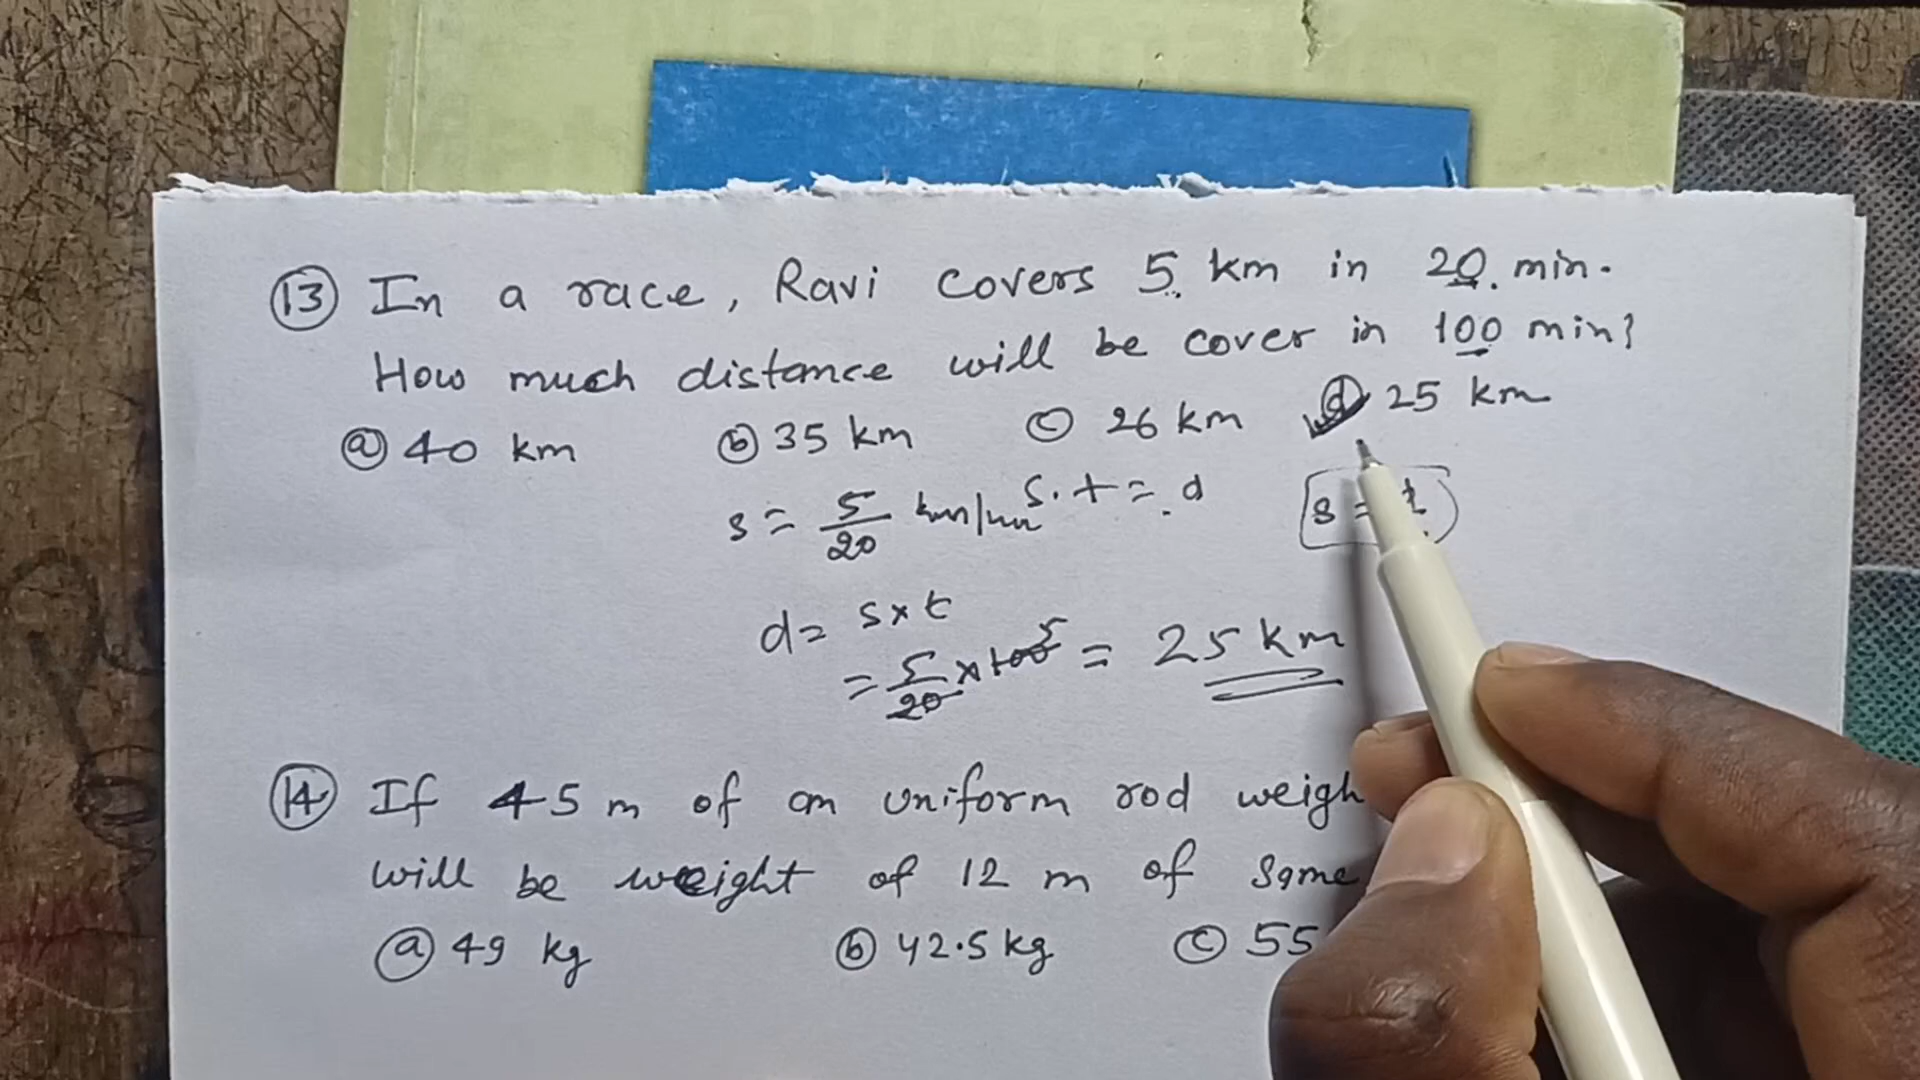 13 In a race, Ravi covers 5 km in 20 min.
How much distance will be cover in 100 min?
a 40 km b 35 km c 26 km d 25 km
s = 5/20 km/ s. t = d s =
d = s x t
= 5/20 x 100 5 = 25 km
14 If 45 m of an uniform rod weigh
will be weight of 12 m of same
a 49 kg b 42.5 kg c 55